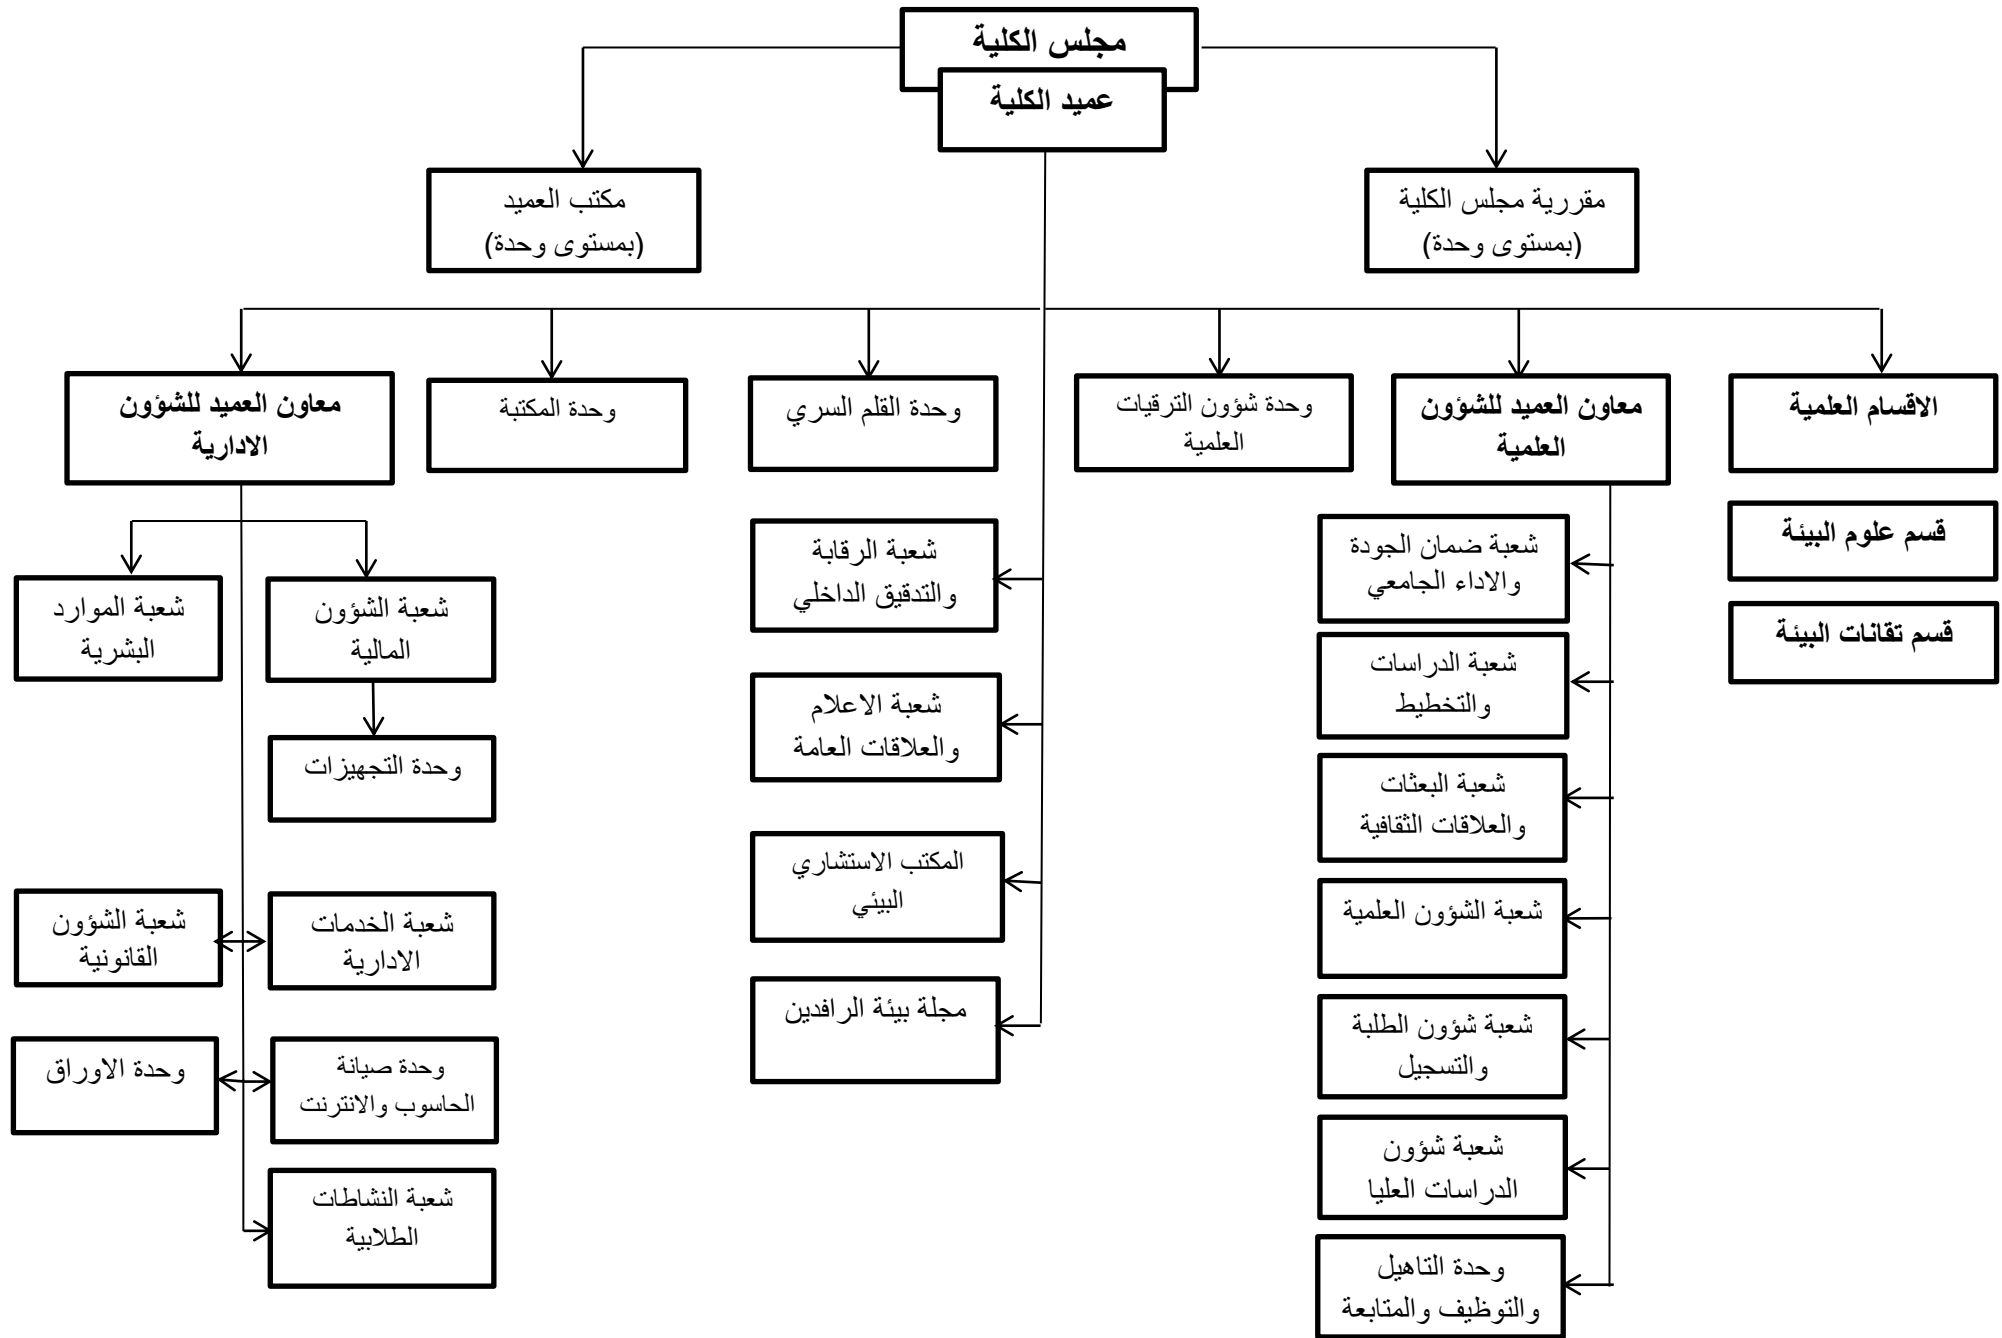 مجلس الكلية
عميد الكلية
مقررية مجلس الكلية
(بمستوى وحدة)
مكتب العميد
(بمستوى وحدة)
الاقسام العلمية
قسم علوم البيئة
قسم تقانات البيئة
معاون العميد للشؤون
العلمية
شعبة ضمان الجودة
والاداء الجامعي
شعبة الدراسات
والتخطيط
شعبة البعثات
والعلاقات الثقافية
شعبة الشؤون العلمية
شعبة شؤون الطلبة
والتسجيل
شعبة شؤون
الدراسات العليا
وحدة التاهيل
والتوظيف والمتابعة
وحدة شؤون الترقيات
العلمية
وحدة القلم السري
شعبة الرقابة
والتدقيق الداخلي
شعبة الاعلام
والعلاقات العامة
المكتب الاستشاري
البيئي
مجلة بيئة الرافدين
وحدة المكتبة
معاون العميد للشؤون
الادارية
شعبة الشؤون
المالية
شعبة الموارد
البشرية
وحدة التجهيزات
شعبة الخدمات
الادارية
شعبة الشؤون
القانونية
وحدة صيانة
الحاسوب والانترنت
وحدة الاوراق
شعبة النشاطات
الطلابية